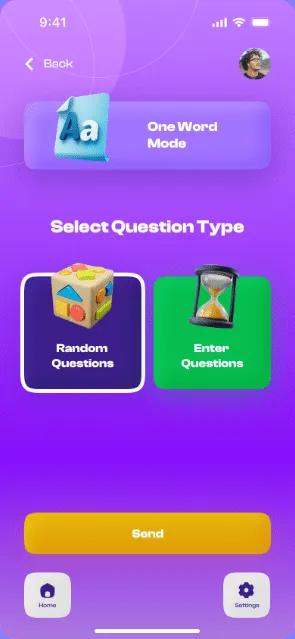 9:41
Back
Aa
One Word
Mode
Select Question Type
Random
Questions
Enter
Questions
Send
Home
Settings